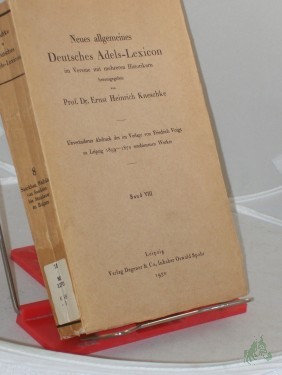 Neues allgemeines
Deutsches Adels-Lexicon
im Vereine mit mehreren Historikern
herausgegeben
von
Prof. Dr. Ernst Heinrich Kneschke
Unveränderter Abdruck des im Verlage von Friedrich Voigt
in Leipzig 1859–1870 erschienenen Werkes
Band VIII
Leipzig
Verlag Degener & Co., Inhaber Oswald Spohr
1930
8